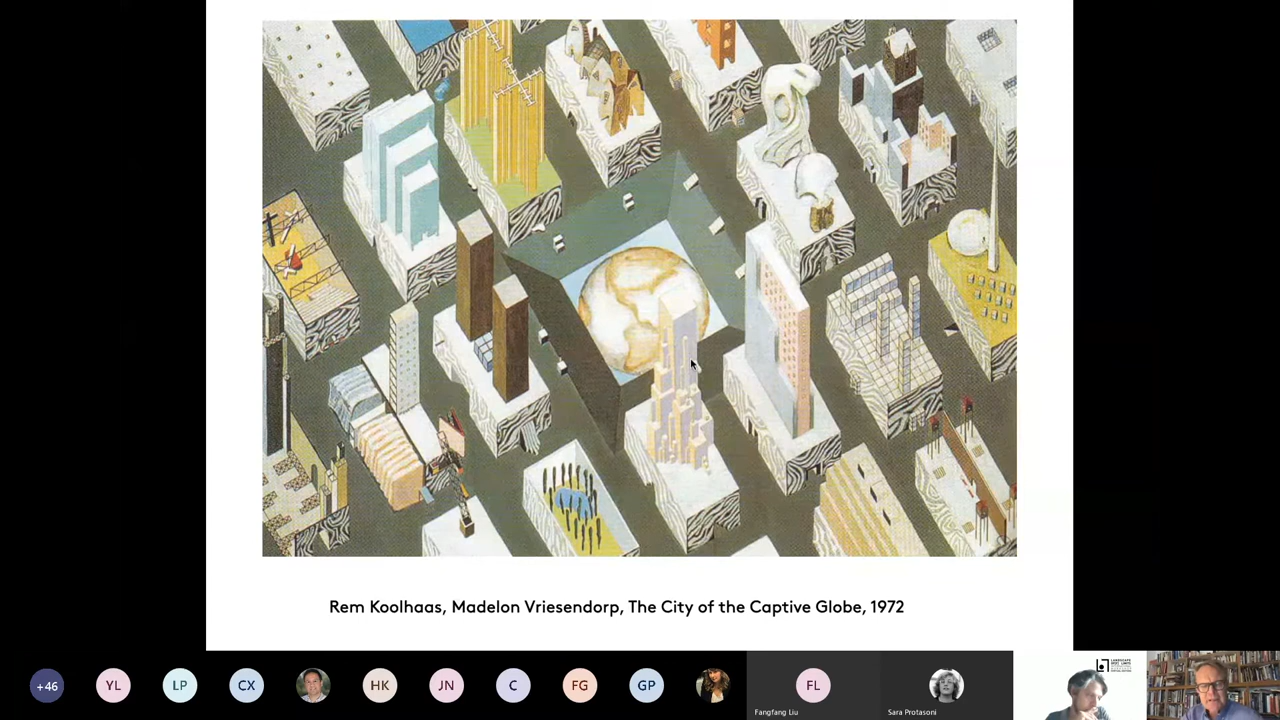 Rem Koolhaas, Madelon Vriesendorp, The City of the Captive Globe, 1972
+46
YL
LP
CX
HK
JN
C
FG
GP
FL
Fangfang Liu
Sara Protasoni